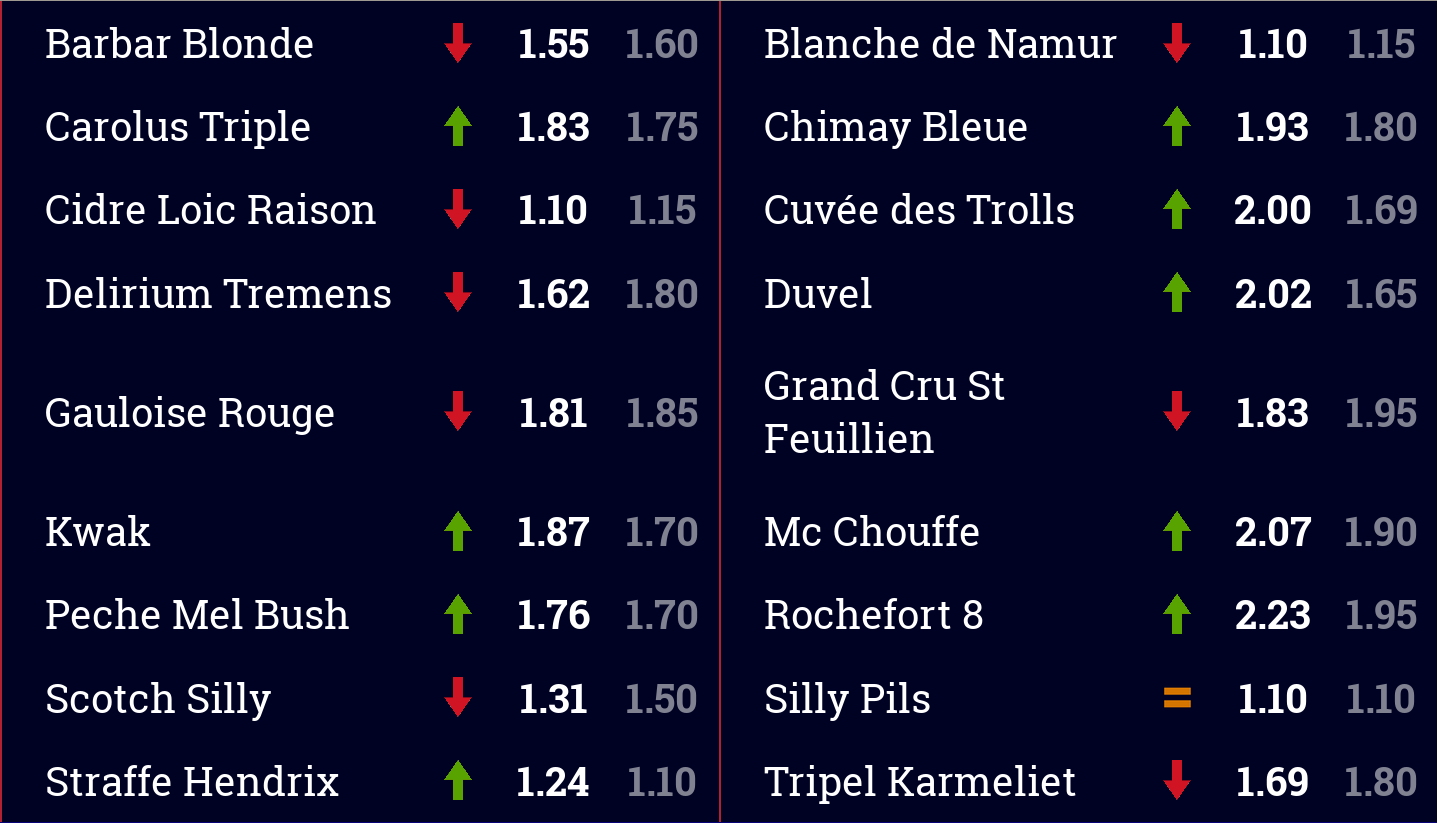 Barbar Blonde 1.55 1.60 Blanche de Namur 1.10 1.15
Carolus Triple 1.83 1.75 Chimay Bleue 1.93 1.80
Cidre Loic Raison 1.10 1.15 Cuvée des Trolls 2.00 1.69
Delirium Tremens 1.62 1.80 Duvel 2.02 1.65
Gauloise Rouge 1.81 1.85 Grand Cru St
Feuillien 1.83 1.95
Kwak 1.87 1.70 Mc Chouffe 2.07 1.90
Peche Mel Bush 1.76 1.70 Rochefort 8 2.23 1.95
Scotch Silly 1.31 1.50 Silly Pils = 1.10 1.10
Straffe Hendrix 1.24 1.10 Tripel Karmeliet 1.69 1.80